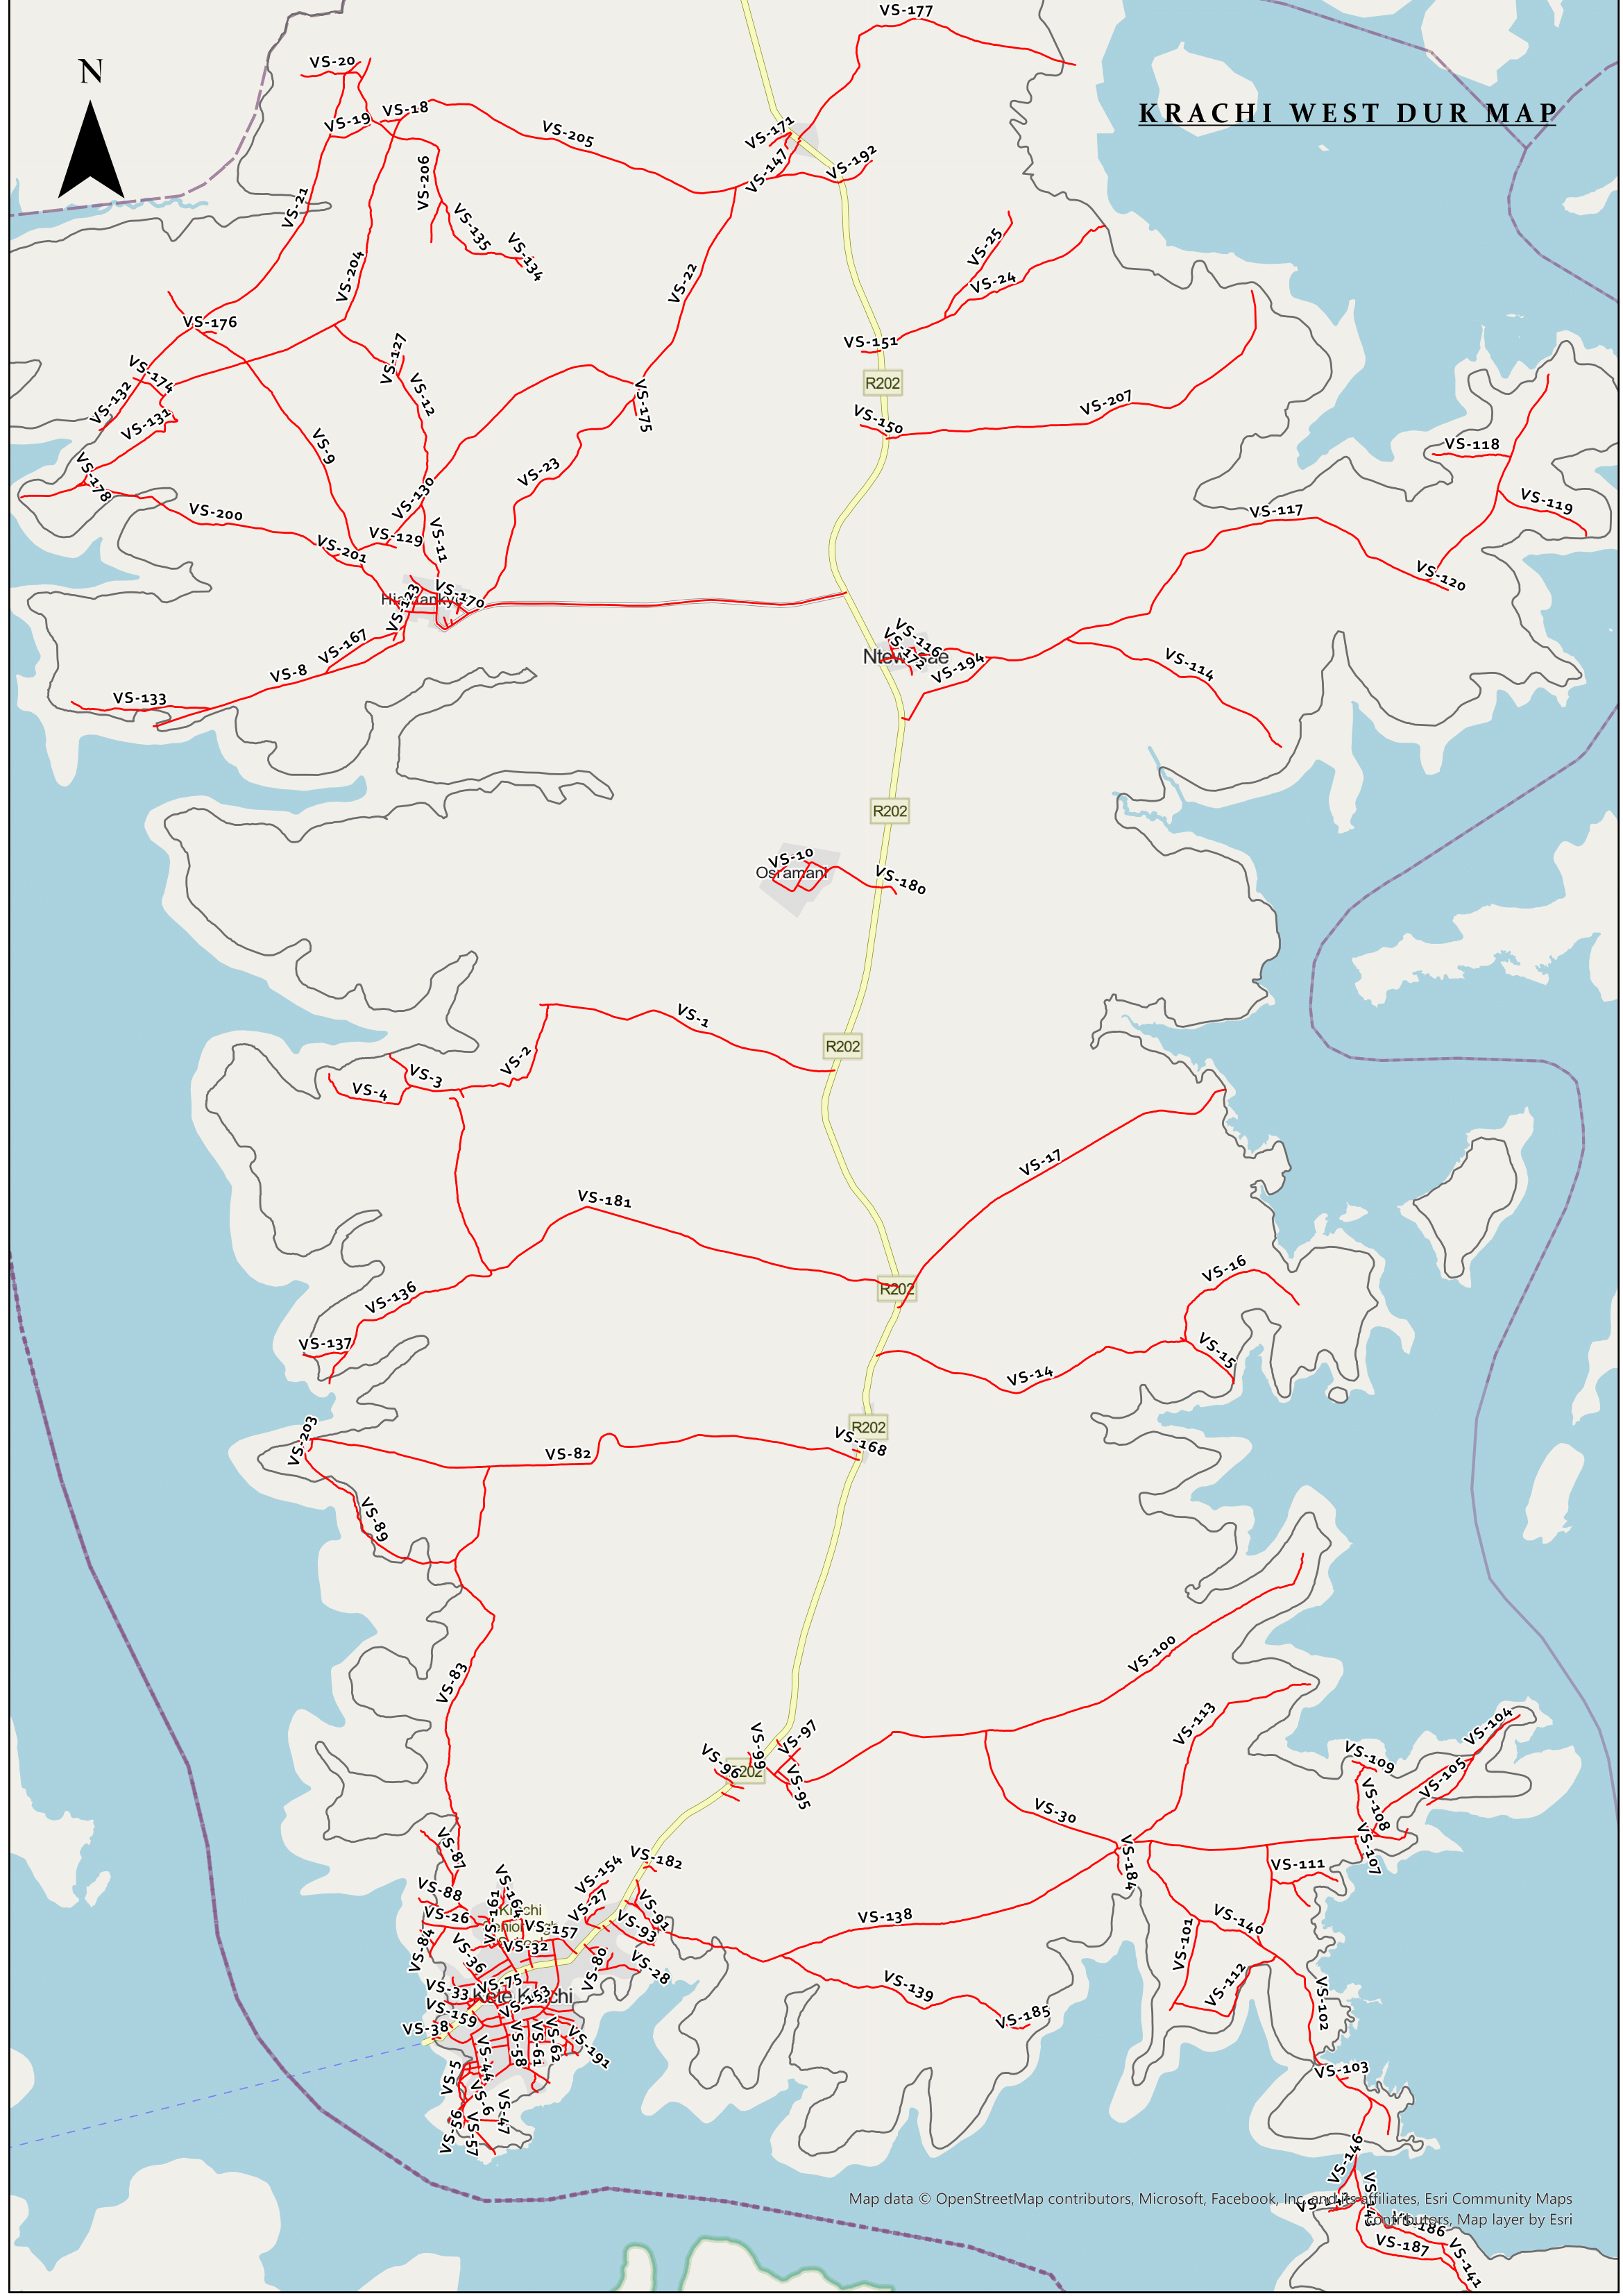 KRACHI WEST DUR MAP
N
VS-177
VS-20
VS-18
VS-19
VS-205
VS-171
VS-147
VS-192
VS-206
VS-21
VS-135
VS-134
VS-25
VS-24
VS-204
VS-22
VS-176
VS-151
VS-127
R202
VS-174
VS-132
VS-12
VS-175
VS-207
VS-131
VS-150
VS-9
VS-118
VS-178
VS-23
VS-130
VS-119
VS-200
VS-117
VS-129
VS-11
VS-201
VS-120
VS-170
VS-123
VS-167
VS-116
VS-172
VS-194
VS-114
VS-8
VS-133
R202
VS-10
Osramani
VS-180
VS-1
R202
VS-2
VS-3
VS-4
VS-17
VS-181
VS-16
R202
VS-136
VS-137
VS-15
VS-14
R202
VS-203
VS-168
VS-82
VS-89
VS-100
VS-83
VS-113
VS-104
VS-97
VS-99
VS-96
VS-95
VS-109
VS-105
VS-108
VS-30
VS-107
VS-87
VS-182
VS-184
VS-111
VS-154
VS-88
VS-161
VS-27
VS-91
VS-26
VS-157
VS-93
VS-138
VS-140
VS-101
VS-84
VS-36
VS-32
VS-80
VS-28
VS-112
VS-33
VS-75
Kete Krachi
VS-153
VS-139
VS-102
VS-159
VS-185
VS-38
VS-44
VS-58
VS-61
VS-62
VS-191
VS-5
VS-103
VS-6
VS-47
VS-56
VS-57
VS-146
Map data © OpenStreetMap contributors, Microsoft, Facebook, Inc. and its affiliates, Esri Community Maps
contributors, Map layer by Esri
VS-186
VS-187
VS-141